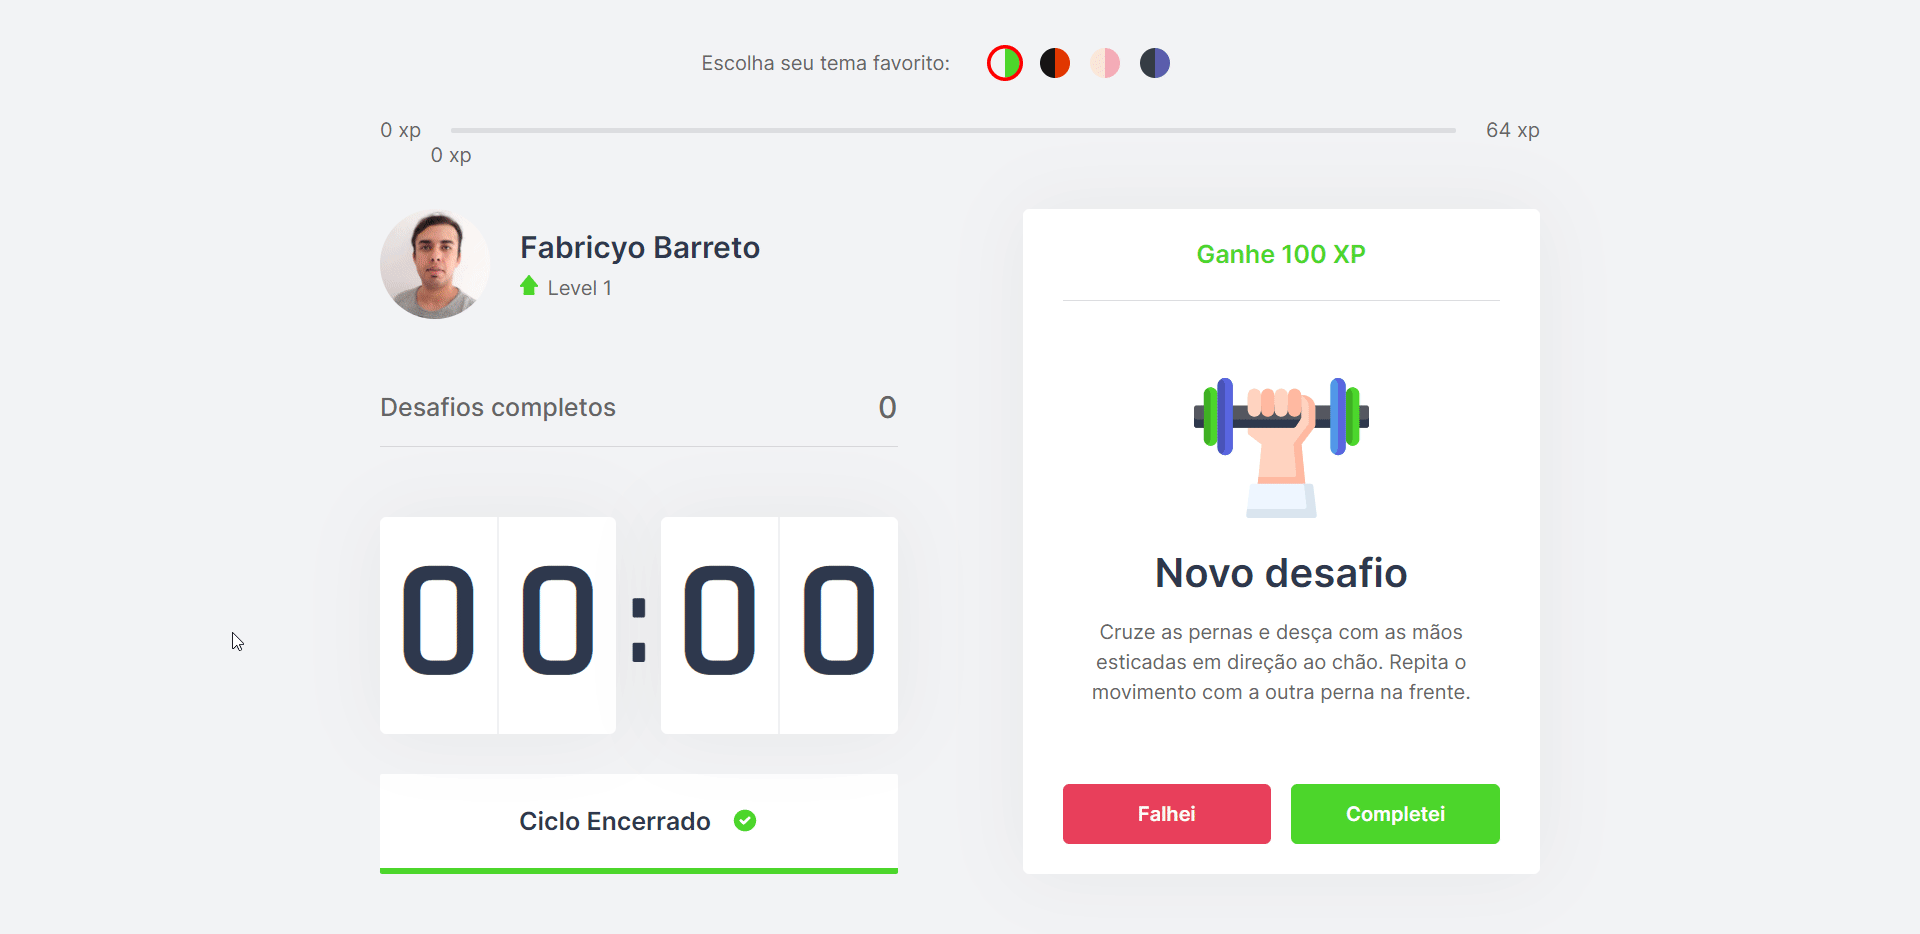 Escolha seu tema favorito:
0 xp
64 xp
0 xp
Fabricyo Barreto
Level 1
Desafios completos
0
00:00
Ciclo Encerrado
Ganhe 100 XP
Novo desafio
Cruze as pernas e desça com as mãos
esticadas em direção ao chão. Repita o
movimento com a outra perna na frente.
Falhei
Completei